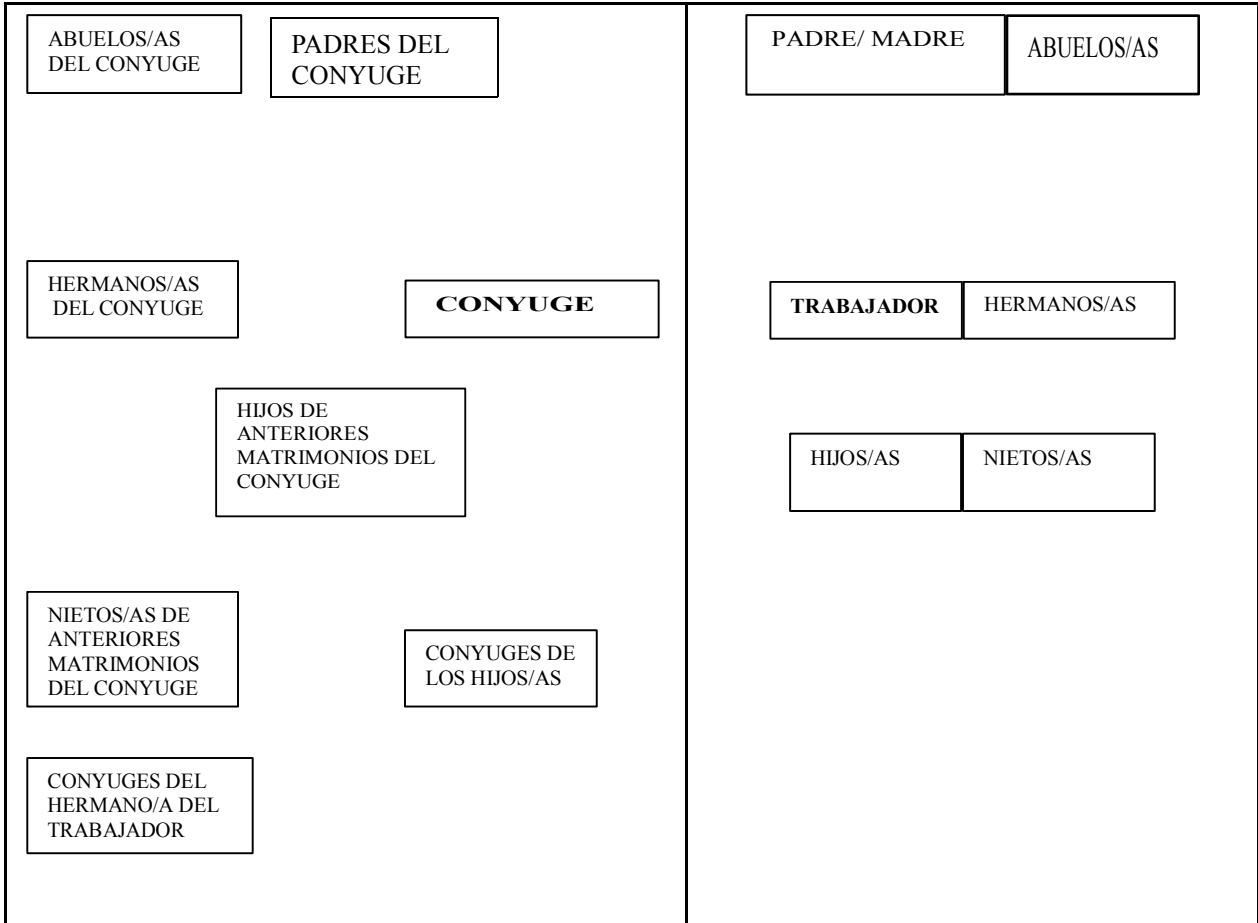 ABUELOS/AS
DEL CONYUGE
PADRES DEL
CONYUGE
PADRE/ MADRE
ABUELOS/AS
HERMANOS/AS
DEL CONYUGE
CONYUGE
TRABAJADOR
HERMANOS/AS
HIJOS DE
ANTERIORES
MATRIMONIOS DEL
CONYUGE
HIJOS/AS
NIETOS/AS
NIETOS/AS DE
ANTERIORES
MATRIMONIOS
DEL CONYUGE
CONYUGES DE
LOS HIJOS/AS
CONYUGES DEL
HERMANO/A DEL
TRABAJADOR